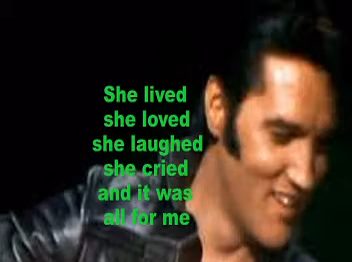 She lived
she loved
she laughed
she cried
and it was
all for me